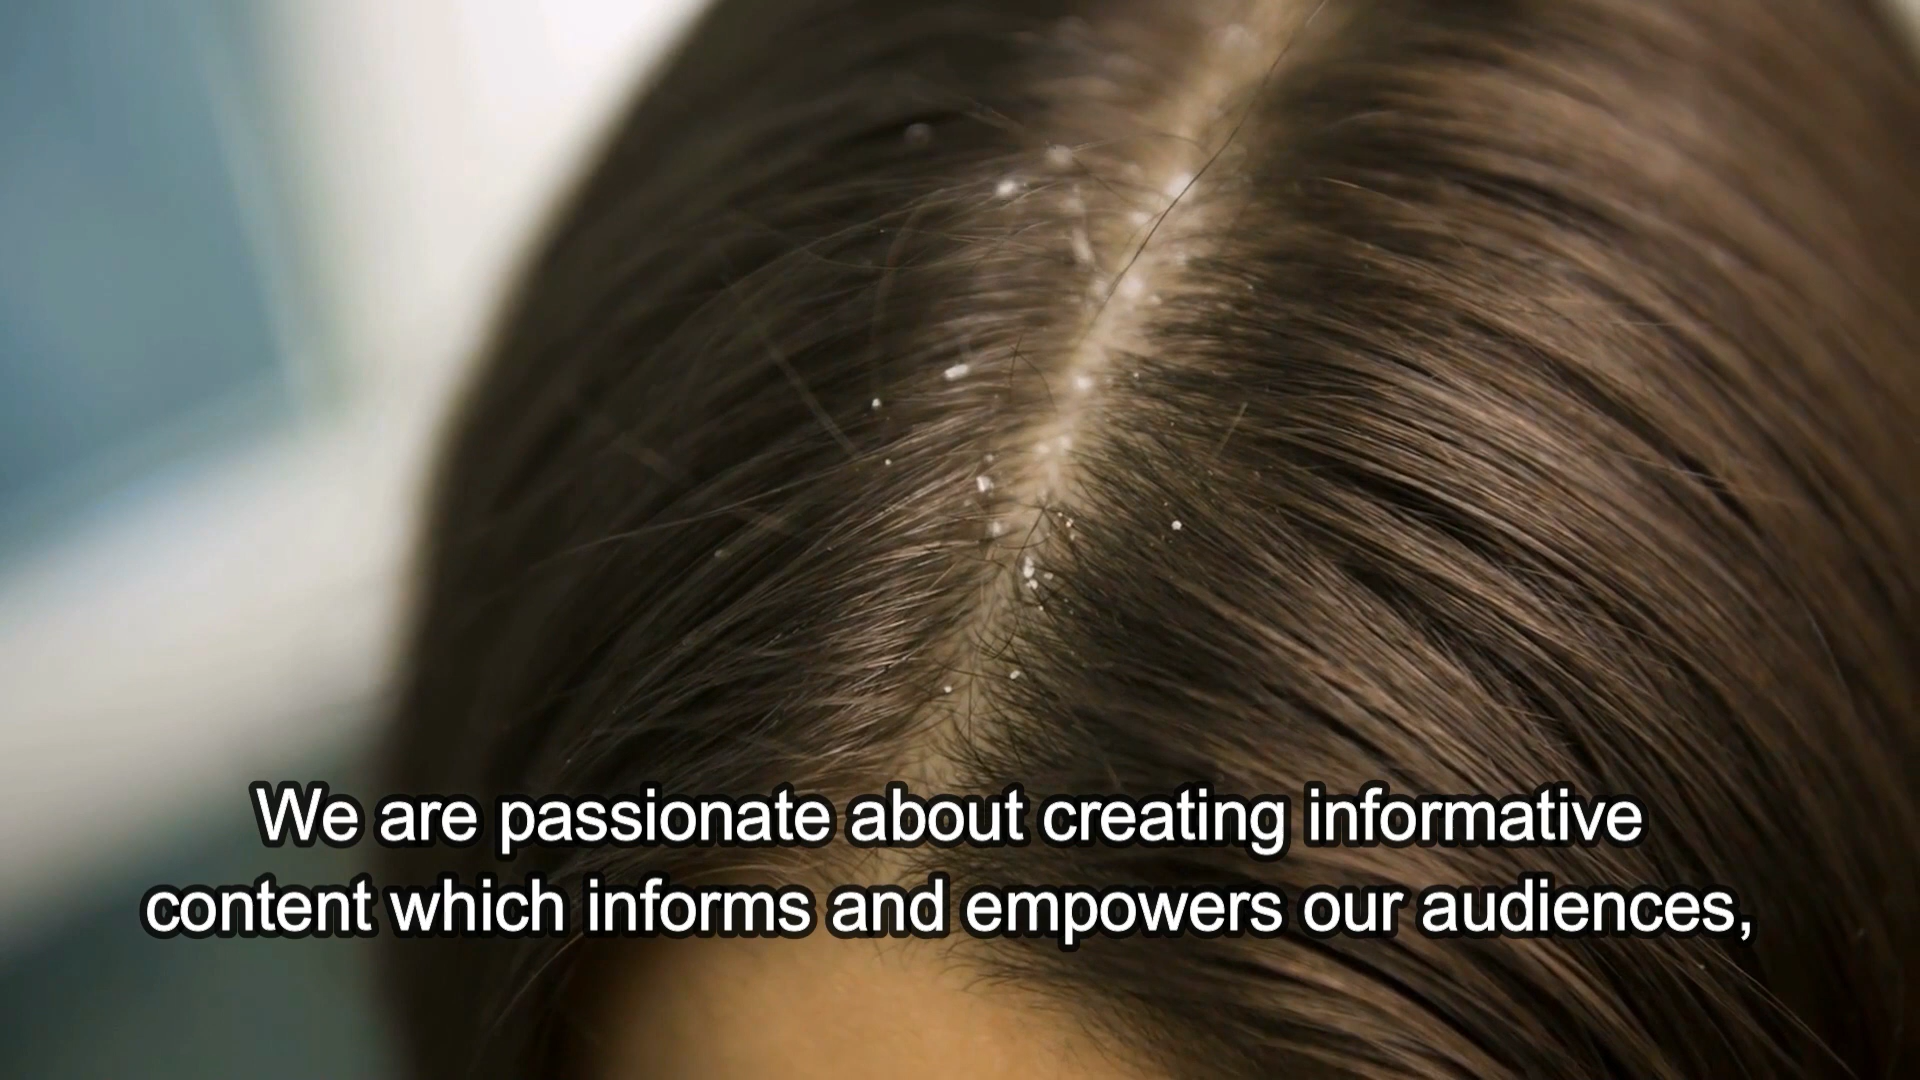 We are passionate about creating informative
content which informs and empowers our audiences,